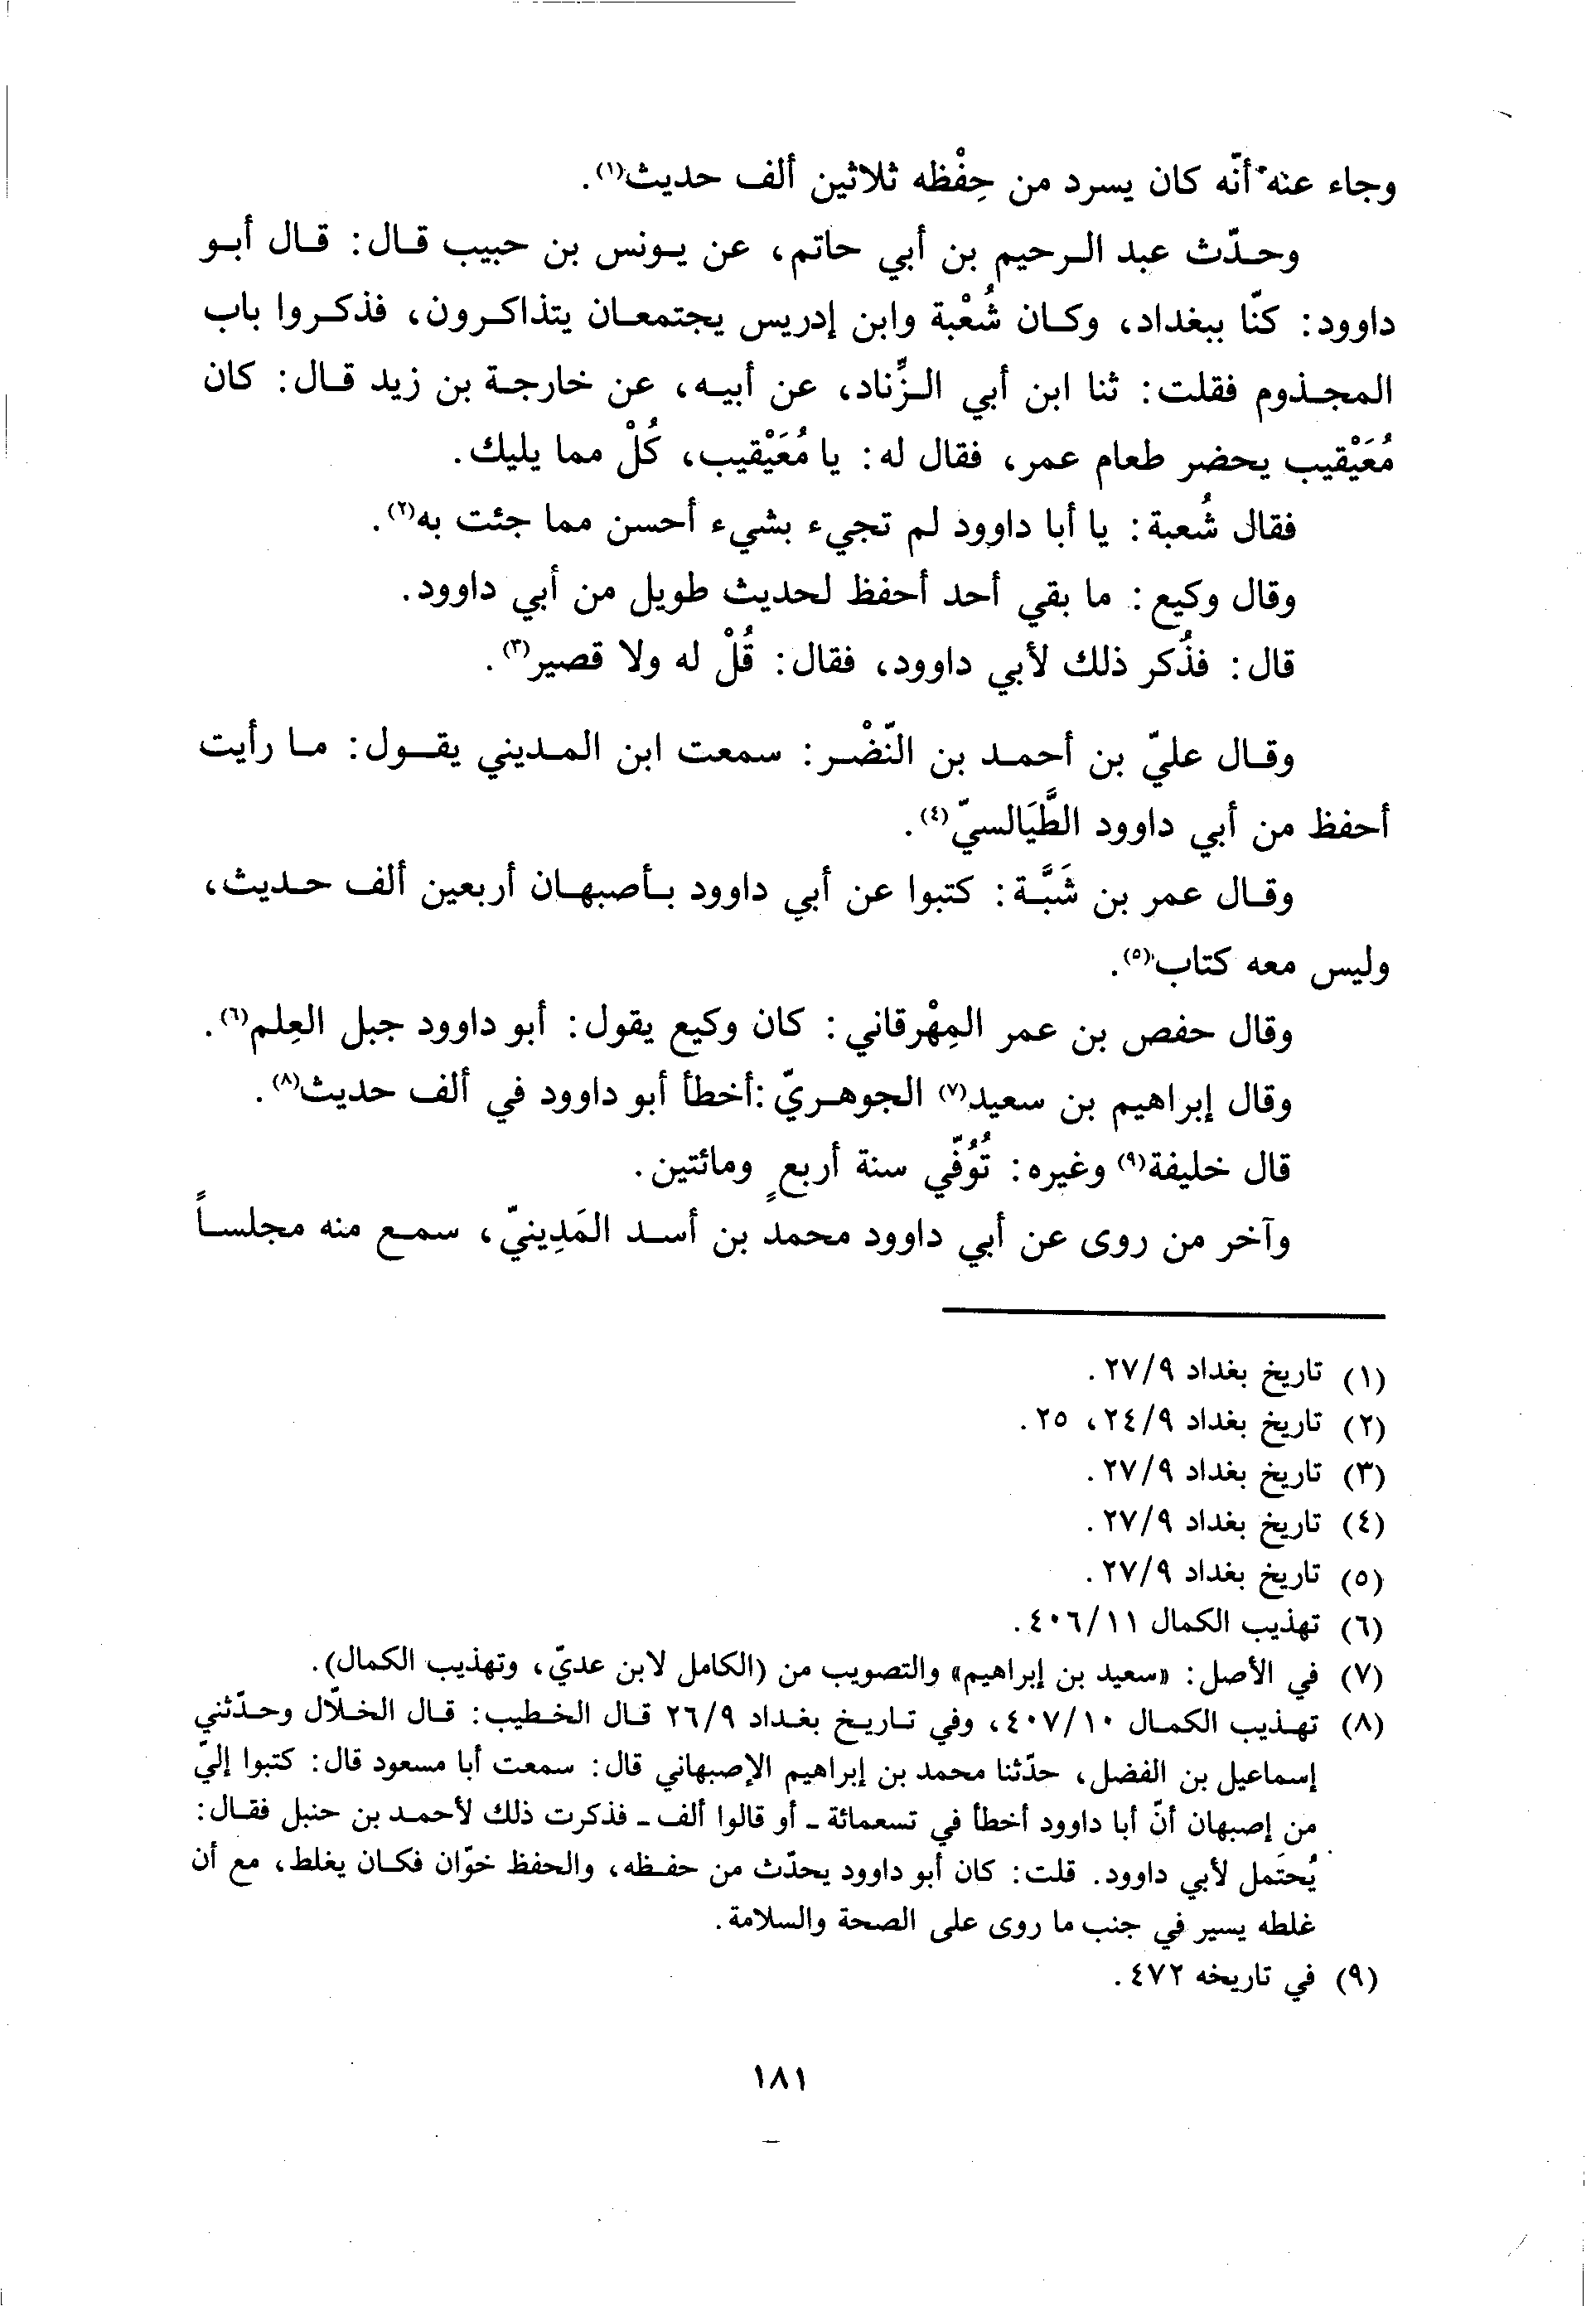 وجاء عنه أنّه كان يسرد من حِفْظه ثلاثين ألف حديث(١).
وحدّث عبد الرحيم بن أبي حاتم، عن يونس بن حبيب قال: قال أبو
داوود: كنّا ببغداد، وكان شُعْبة وابن إدريس يجتمعان يتذاكرون، فذكروا باب
المجذوم فقلت: ثنا ابن أبي الزِّناد، عن أبيه، عن خارجة بن زيد قال: كان
مُعَيْقيب يحضر طعام عمر، فقال له: يا مُعَيْقيب، كُلْ مما يليك.
فقال شُعبة: يا أبا داوود لم تجيء بشيء أحسن مما جئت به(٢).
وقال وكيع: ما بقي أحد أحفظ لحديث طويل من أبي داوود.
قال: فذُكر ذلك لأبي داوود، فقال: قُلْ له ولا قصير(٣).
وقال عليّ بن أحمد بن النّضْر: سمعت ابن المديني يقول: ما رأيت
أحفظ من أبي داوود الطَّيَالسيّ(٤).
وقال عمر بن شَبَّة: كتبوا عن أبي داوود بأصبهان أربعين ألف حديث،
وليس معه كتاب(٥).
وقال حفص بن عمر المِهْرقاني: كان وكيع يقول: أبو داوود جبل العِلم(٦).
وقال إبراهيم بن سعيد(٧) الجوهريّ: أخطأ أبو داوود في ألف حديث(٨).
قال خليفة(٩) وغيره: تُوُفّي سنة أربعٍ ومائتين.
وآخر من روى عن أبي داوود محمد بن أسد المَدِينيّ، سمع منه مجلساً
(١) تاريخ بغداد ٢٧/٩.
(٢) تاريخ بغداد ٢٤/٩، ٢٥.
(٣) تاريخ بغداد ٢٧/٩.
(٤) تاريخ بغداد ٢٧/٩.
(٥) تاريخ بغداد ٢٧/٩.
(٦) تهذيب الكمال ٤٠٦/١١.
(٧) في الأصل: «سعيد بن إبراهيم» والتصويب من (الكامل لابن عديّ، وتهذيب الكمال).
(٨) تهذيب الكمال ٤٠٧/١٠، وفي تاريخ بغداد ٢٦/٩ قال الخطيب: قال الخلّال وحدّثني
إسماعيل بن الفضل، حدّثنا محمد بن إبراهيم الإصبهاني قال: سمعت أبا مسعود قال: كتبوا إليّ
من إصبهان أنّ أبا داوود أخطأ في تسعمائة ـ أو قالوا ألف ـ فذكرت ذلك لأحمد بن حنبل فقال:
يُحتَمل لأبي داوود. قلت: كان أبو داوود يحدّث من حفظه، والحفظ خوّان فكان يغلط، مع أن
غلطه يسير في جنب ما روى على الصحة والسلامة.
(٩) في تاريخه ٤٧٢.
١٨١